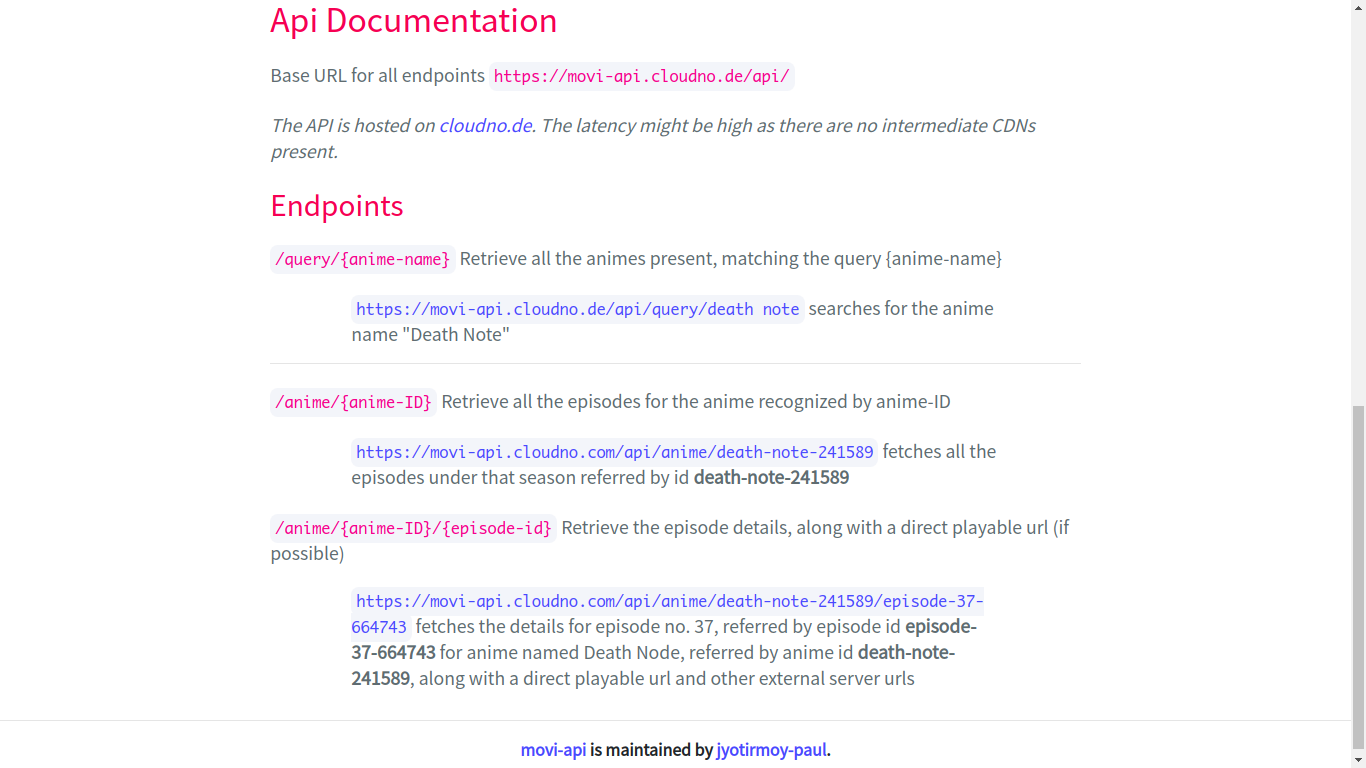 Api Documentation
Base URL for all endpoints https://movi-api.cloudno.de/api/
The API is hosted on cloudno.de. The latency might be high as there are no intermediate CDNs
present.
Endpoints
/query/{anime-name} Retrieve all the animes present, matching the query {anime-name}
https://movi-api.cloudno.de/api/query/death note searches for the anime
name "Death Note"
/anime/{anime-ID} Retrieve all the episodes for the anime recognized by anime-ID
https://movi-api.cloudno.com/api/anime/death-note-241589 fetches all the
episodes under that season referred by id death-note-241589
/anime/{anime-ID}/{episode-id} Retrieve the episode details, along with a direct playable url (if
possible)
https://movi-api.cloudno.com/api/anime/death-note-241589/episode-37-
664743 fetches the details for episode no. 37, referred by episode id episode-
37-664743 for anime named Death Node, referred by anime id death-note-
241589, along with a direct playable url and other external server urls
movi-api is maintained by jyotirmoy-paul.